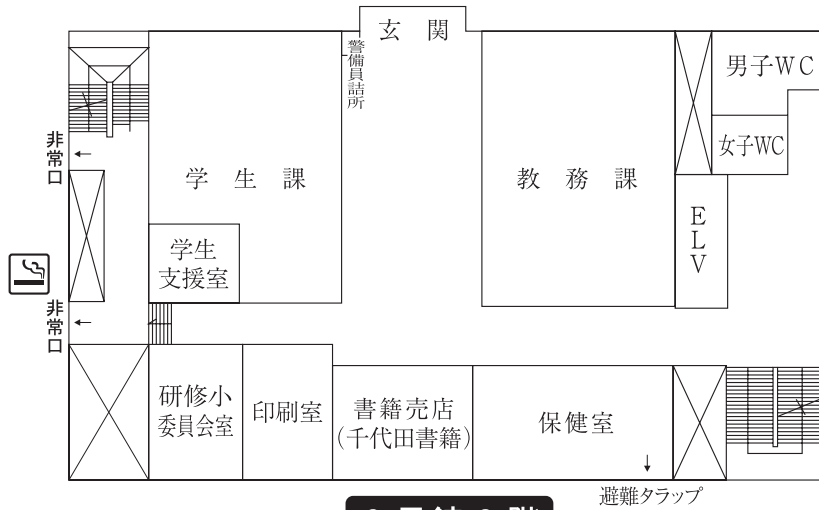 玄関
警備員詰所
男子WC
女子WC
非常口
学生課
教務課
ELV
学生
支援室
非常口
研修小
委員会室
印刷室
書籍売店
(千代田書籍)
保健室
避難タラップ